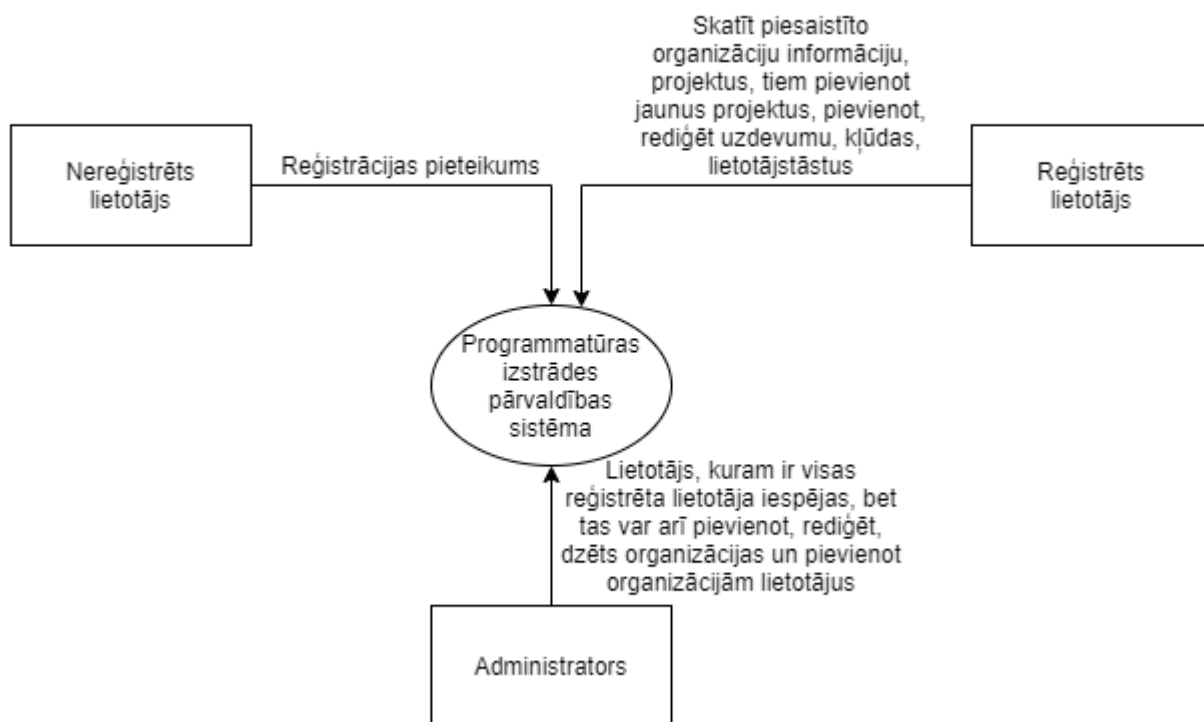 Skatīt piesaistīto
organizāciju informāciju,
projektus, tiem pievienot
jaunus projektus, pievienot,
rediģēt uzdevumu, kļūdas,
lietotājstāstus
Nereģistrēts
lietotājs
Reģistrācijas pieteikums
Reģistrēts
lietotājs
Programmatūras
izstrādes
pārvaldības
sistēma
Lietotājs, kuram ir visas
reģistrēta lietotāja iespējas, bet
tas var arī pievienot, rediģēt,
dzēts organizācijas un pievienot
organizācijām lietotājus
Administrators